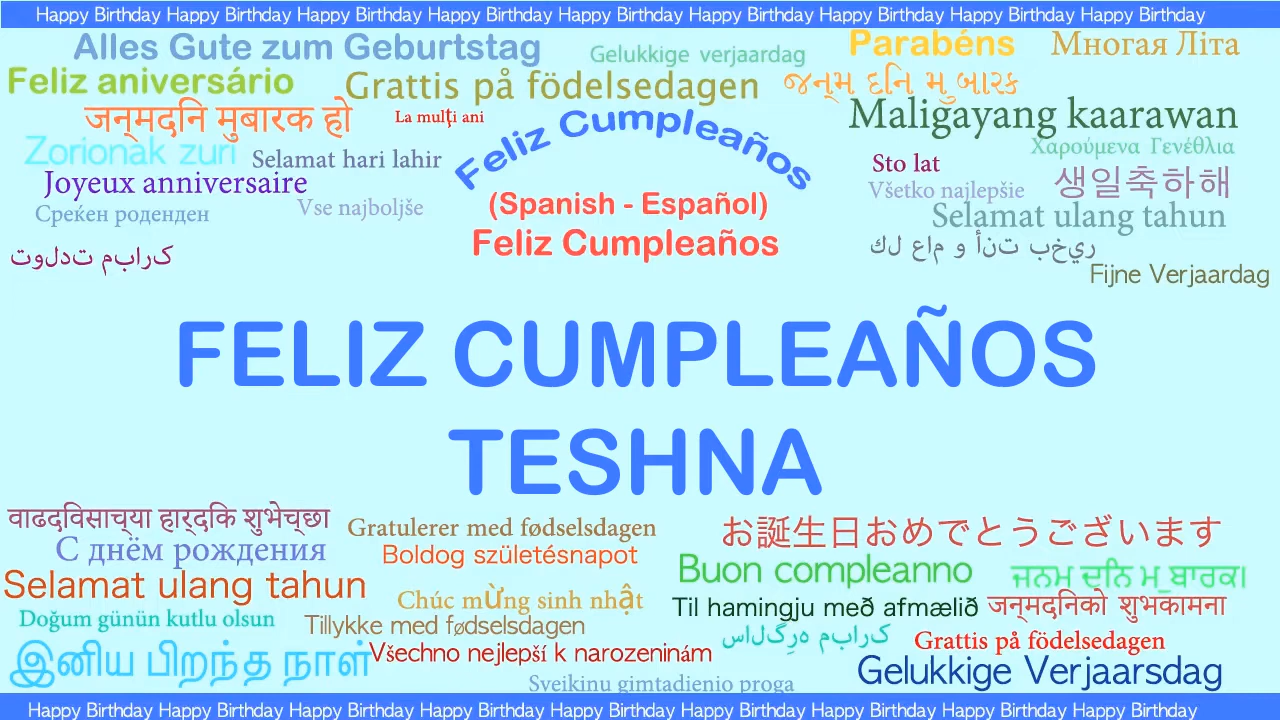 Happy Birthday Happy Birthday Happy Birthday Happy Birthday Happy Birthday Happy Birthday Happy Birthday Happy Birthday Happy Birthday
Alles Gute zum Geburtstag
Gelukkige verjaardag
Parabéns
Многая Літа
Feliz aniversário
Grattis på födelsedagen
જન્મ દિન મુબારક
जन्मदिन मुबारक हो
La mulți ani
Feliz Cumpleaños
Maligayang kaarawan
Zorionak zuri
Selamat hari lahir
Χαρούμενα Γενέθλια
Sto lat
Joyeux anniversaire
(Spanish - Español)
Všetko najlepšie
생일축하해
Среќен роденден
Vse najboljše
Selamat ulang tahun
Feliz Cumpleaños
تولدت مبارک
كل عام و أنت بخير
Fijne Verjaardag
FELIZ CUMPLEAÑOS
TESHNA
वाढदिवसाच्या हार्दिक शुभेच्छा
Gratulerer med fødselsdagen
お誕生日おめでとうございます
С днём рождения
Boldog születésnapot
Buon compleanno
ਜਨਮ ਦਿਨ ਮੁਬਾਰਕ।
Selamat ulang tahun
Chúc mừng sinh nhật
Til hamingju með afmælið
जन्मदिनको शुभकामना
Doğum günün kutlu olsun
Tillykke med fødselsdagen
سالگرہ مبارک
Grattis på födelsedagen
இனிய பிறந்த நாள்
Všechno nejlepší k narozeninám
Gelukkige Verjaarsdag
Sveikinu gimtadienio proga
Happy Birthday Happy Birthday Happy Birthday Happy Birthday Happy Birthday Happy Birthday Happy Birthday Happy Birthday Happy Birthday